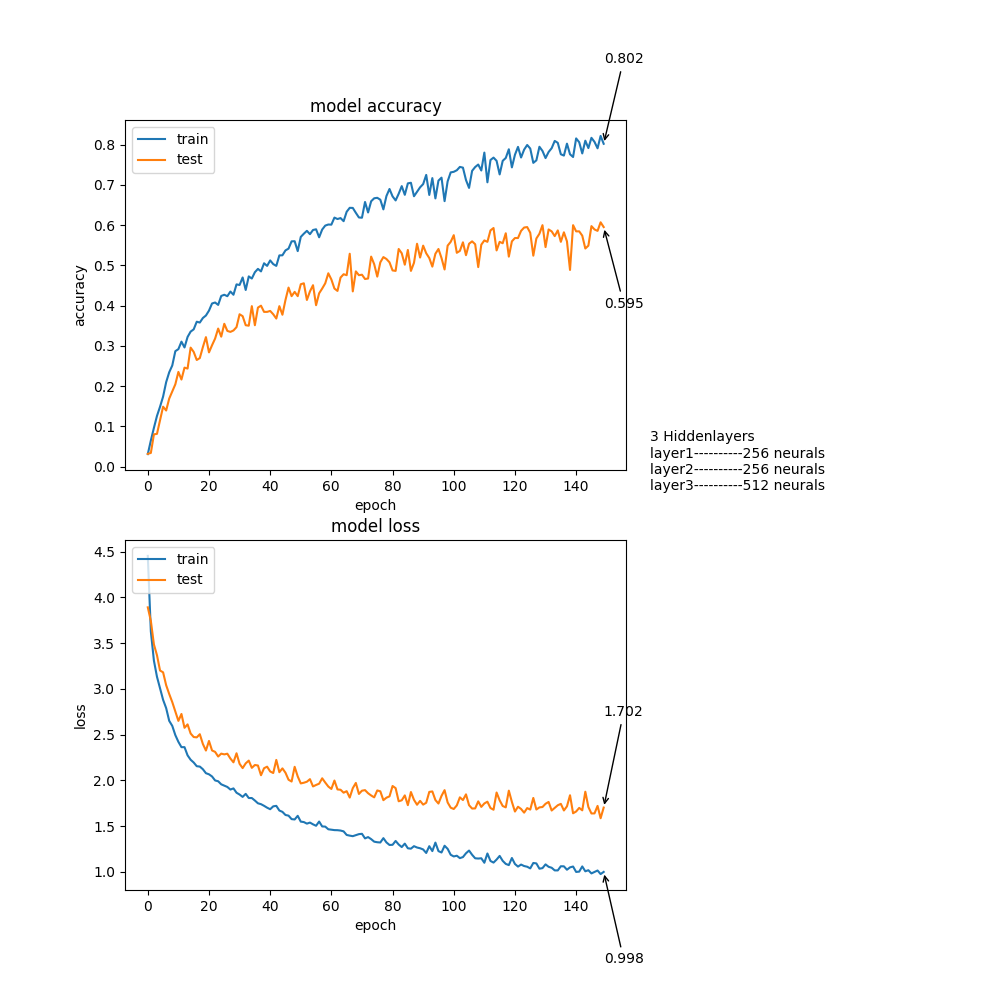 0.802
model accuracy
train
test
0.8
0.7
0.6
0.5
0.4
0.3
0.2
0.1
0.0
accuracy
0.595
0 20 40 60 80 100 120 140
epoch
3 Hiddenlayers
layer1----------256 neurals
layer2----------256 neurals
layer3----------512 neurals
model loss
train
test
4.5
4.0
3.5
3.0
2.5
2.0
1.5
1.0
loss
1.702
0 20 40 60 80 100 120 140
epoch
0.998